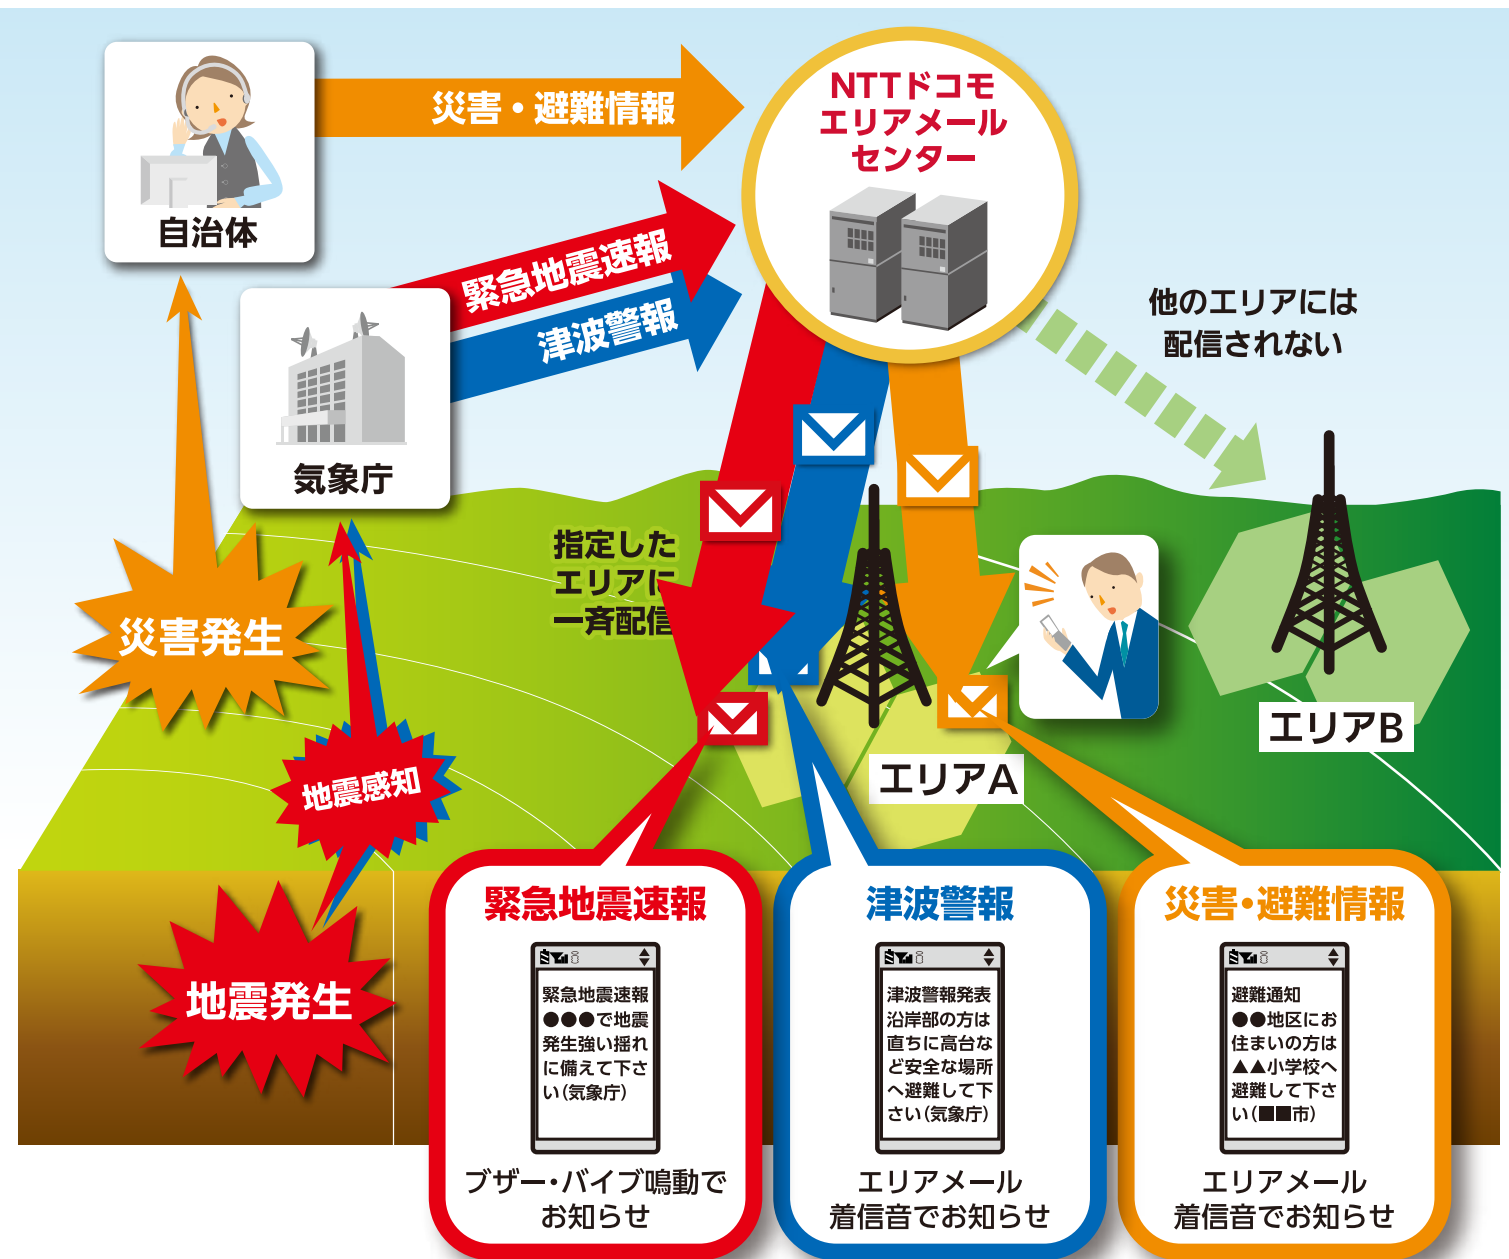 災害・避難情報
NTTドコモ
エリアメール
センター
自治体
緊急地震速報
津波警報
他のエリアには
配信されない
気象庁
指定した
エリアに
一斉配信
災害発生
地震感知
地震発生
エリアA
エリアB
緊急地震速報
緊急地震速報
●●●で地震
発生強い揺れ
に備えて下さ
い(気象庁)
ブザー・バイブ鳴動で
お知らせ
津波警報
津波警報発表
沿岸部の方は
直ちに高台な
ど安全な場所
へ避難して下
さい(気象庁)
エリアメール
着信音でお知らせ
災害・避難情報
避難通知
●●地区にお
住まいの方は
▲▲小学校へ
避難して下さ
い(■■市)
エリアメール
着信音でお知らせ